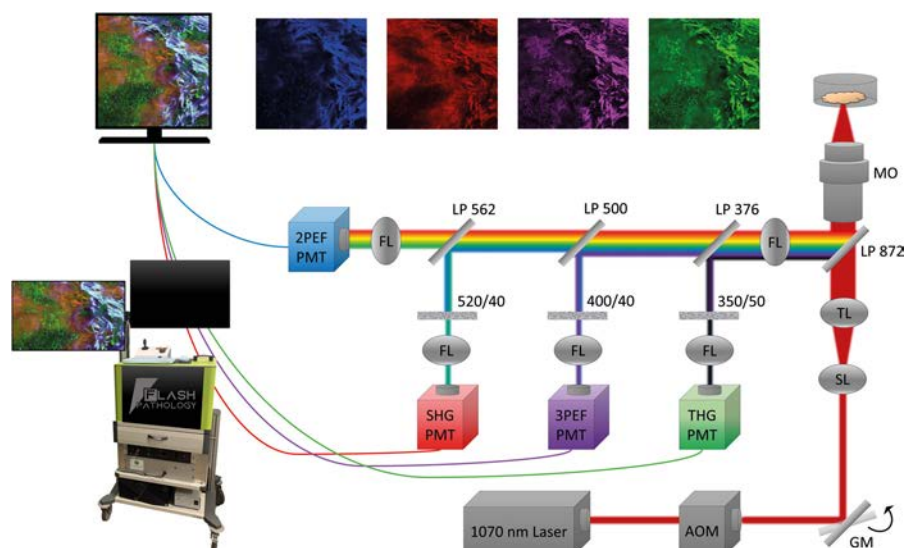 MO
LP 562
LP 500
LP 376
2PEF
PMT
FL
FL
LP 872
520/40
400/40
350/50
TL
FL
FL
FL
SL
FLASH
PATHOLOGY
SHG
PMT
3PEF
PMT
THG
PMT
1070 nm Laser
AOM
GM